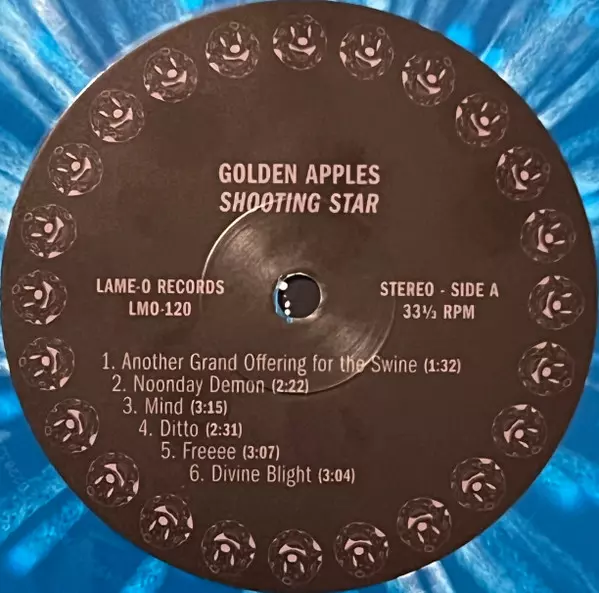 GOLDEN APPLES
SHOOTING STAR
LAME-O RECORDS
LMO-120
STEREO - SIDE A
33⅓ RPM
1. Another Grand Offering for the Swine (1:32)
2. Noonday Demon (2:22)
3. Mind (3:15)
4. Ditto (2:31)
5. Freeee (3:07)
6. Divine Blight (3:04)